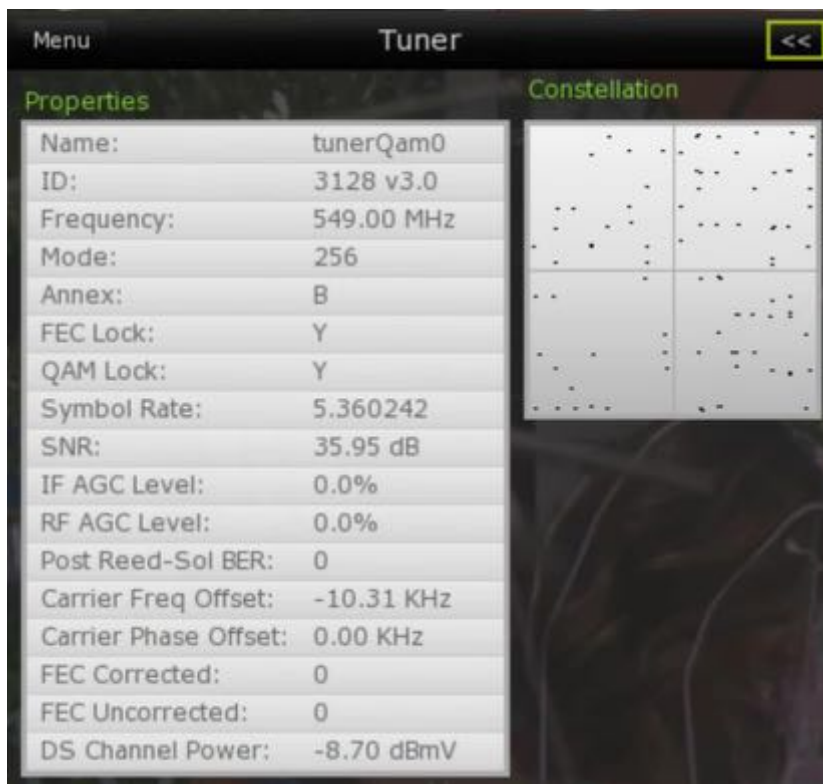 Menu
Tuner
<<
Properties
Name: tunerQam0
ID: 3128 v3.0
Frequency: 549.00 MHz
Mode: 256
Annex: B
FEC Lock: Y
QAM Lock: Y
Symbol Rate: 5.360242
SNR: 35.95 dB
IF AGC Level: 0.0%
RF AGC Level: 0.0%
Post Reed-Sol BER: 0
Carrier Freq Offset: -10.31 KHz
Carrier Phase Offset: 0.00 KHz
FEC Corrected: 0
FEC Uncorrected: 0
DS Channel Power: -8.70 dBmV
Constellation